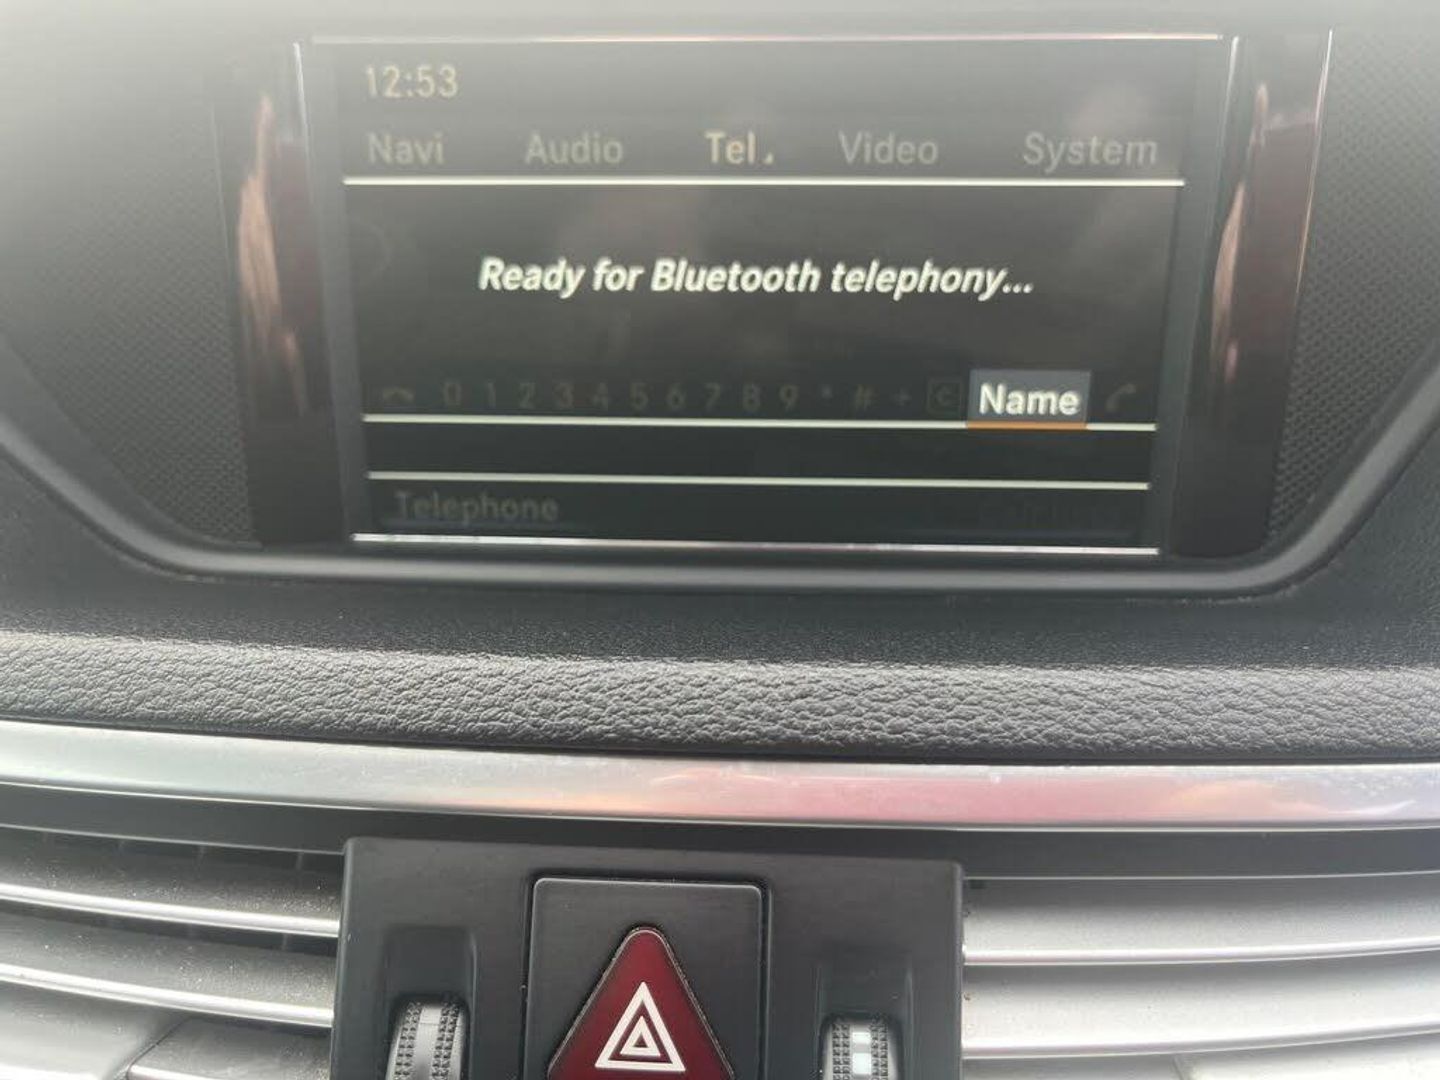 12:53
Navi Audio Tel. Video System
Ready for Bluetooth telephony...
0 1 2 3 4 5 6 7 8 9 * # + C Name
Telephone